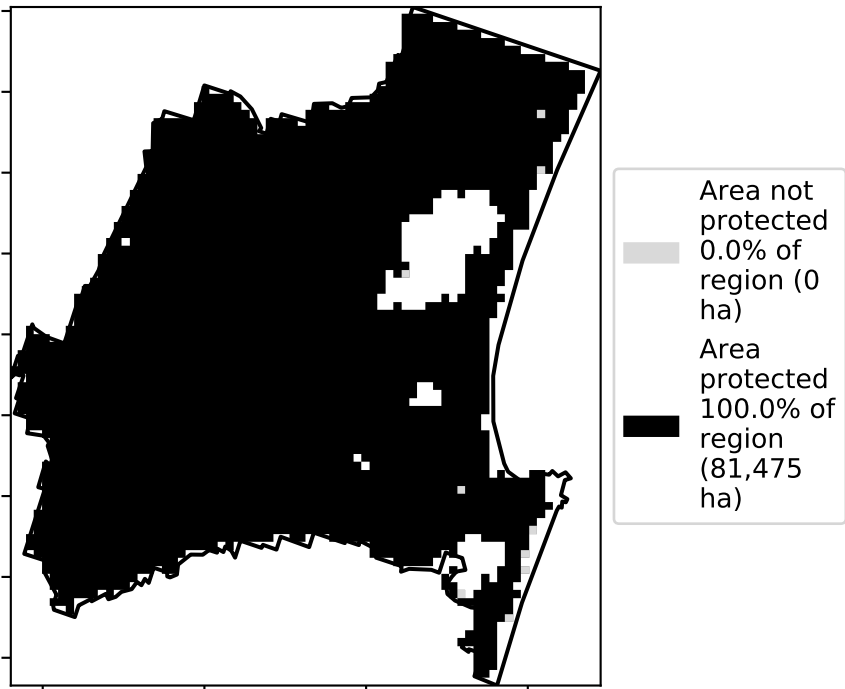 Area not
protected
0.0% of
region (0
ha)
Area
protected
100.0% of
region
(81,475
ha)